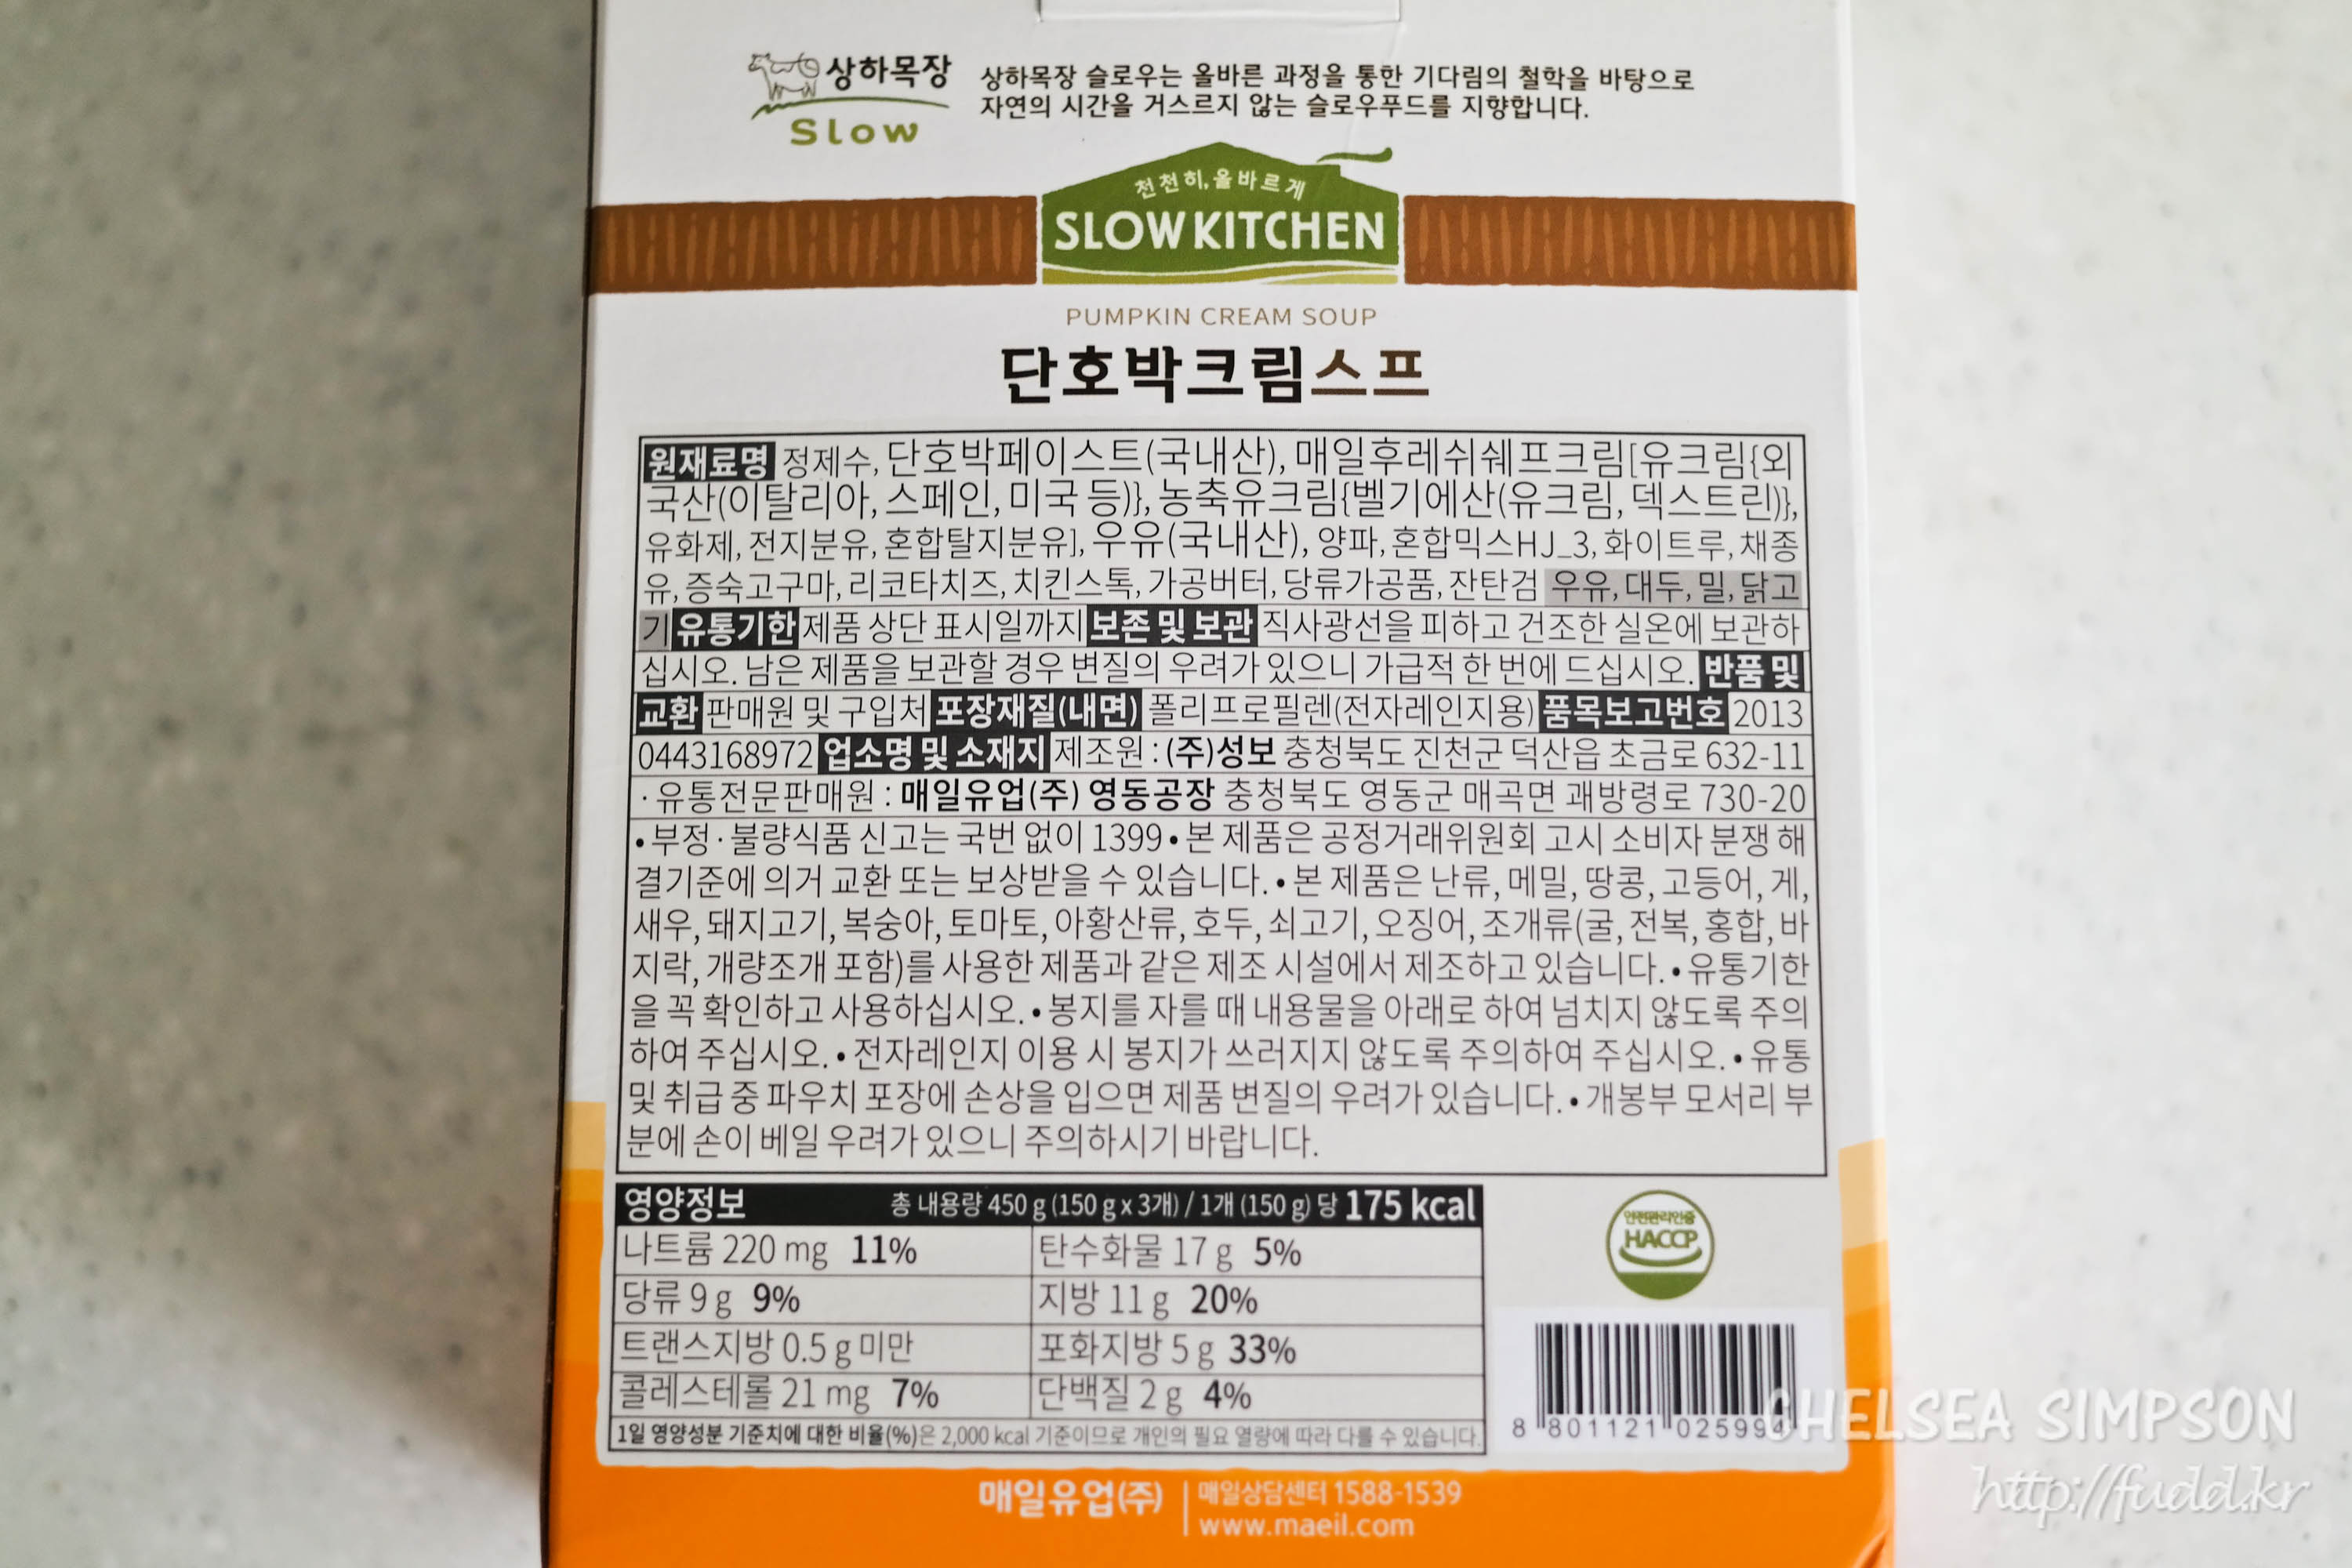 상하목장
Slow
상하목장 슬로우는 올바른 과정을 통한 기다림의 철학을 바탕으로
자연의 시간을 거스르지 않는 슬로우푸드를 지향합니다.
천천히, 올바르게
SLOW KITCHEN
PUMPKIN CREAM SOUP
단호박크림스프
원재료명 정제수, 단호박페이스트(국내산), 매일후레쉬쉐프크림[유크림{외
국산(이탈리아, 스페인, 미국 등)}, 농축유크림{벨기에산(유크림, 덱스트린)},
유화제, 전지분유, 혼합탈지분유], 우유(국내산), 양파, 혼합믹스HJ_3, 화이트루, 채종
유, 증숙고구마, 리코타치즈, 치킨스톡, 가공버터, 당류가공품, 잔탄검 우유, 대두, 밀, 닭고
기 유통기한 제품 상단 표시일까지 보존 및 보관 직사광선을 피하고 건조한 실온에 보관하
십시오. 남은 제품을 보관할 경우 변질의 우려가 있으니 가급적 한 번에 드십시오. 반품 및
교환 판매원 및 구입처 포장재질(내면) 폴리프로필렌(전자레인지용) 품목보고번호 2013
0443168972 업소명 및 소재지 제조원 : (주)성보 충청북도 진천군 덕산읍 초금로 632-11
· 유통전문판매원 : 매일유업(주) 영동공장 충청북도 영동군 매곡면 괘방령로 730-20
• 부정·불량식품 신고는 국번 없이 1399 • 본 제품은 공정거래위원회 고시 소비자 분쟁 해
결기준에 의거 교환 또는 보상받을 수 있습니다. • 본 제품은 난류, 메밀, 땅콩, 고등어, 게,
새우, 돼지고기, 복숭아, 토마토, 아황산류, 호두, 쇠고기, 오징어, 조개류(굴, 전복, 홍합, 바
지락, 개량조개 포함)를 사용한 제품과 같은 제조 시설에서 제조하고 있습니다. • 유통기한
을 꼭 확인하고 사용하십시오. • 봉지를 자를 때 내용물을 아래로 하여 넘치지 않도록 주의
하여 주십시오. • 전자레인지 이용 시 봉지가 쓰러지지 않도록 주의하여 주십시오. • 유통
및 취급 중 파우치 포장에 손상을 입으면 제품 변질의 우려가 있습니다. • 개봉부 모서리 부
분에 손이 베일 우려가 있으니 주의하시기 바랍니다.
영양정보 총 내용량 450 g (150 g x 3개) / 1개 (150 g) 당 175 kcal
나트륨 220 mg 11% 탄수화물 17 g 5%
당류 9 g 9% 지방 11 g 20%
트랜스지방 0.5 g 미만 포화지방 5 g 33%
콜레스테롤 21 mg 7% 단백질 2 g 4%
1일 영양성분 기준치에 대한 비율(%)은 2,000 kcal 기준이므로 개인의 필요 열량에 따라 다를 수 있습니다.
안전관리인증
HACCP
8 801121 025994
매일유업(주) 매일상담센터 1588-1539
www.maeil.com
CHELSEA SIMPSON
http://fudd.kr